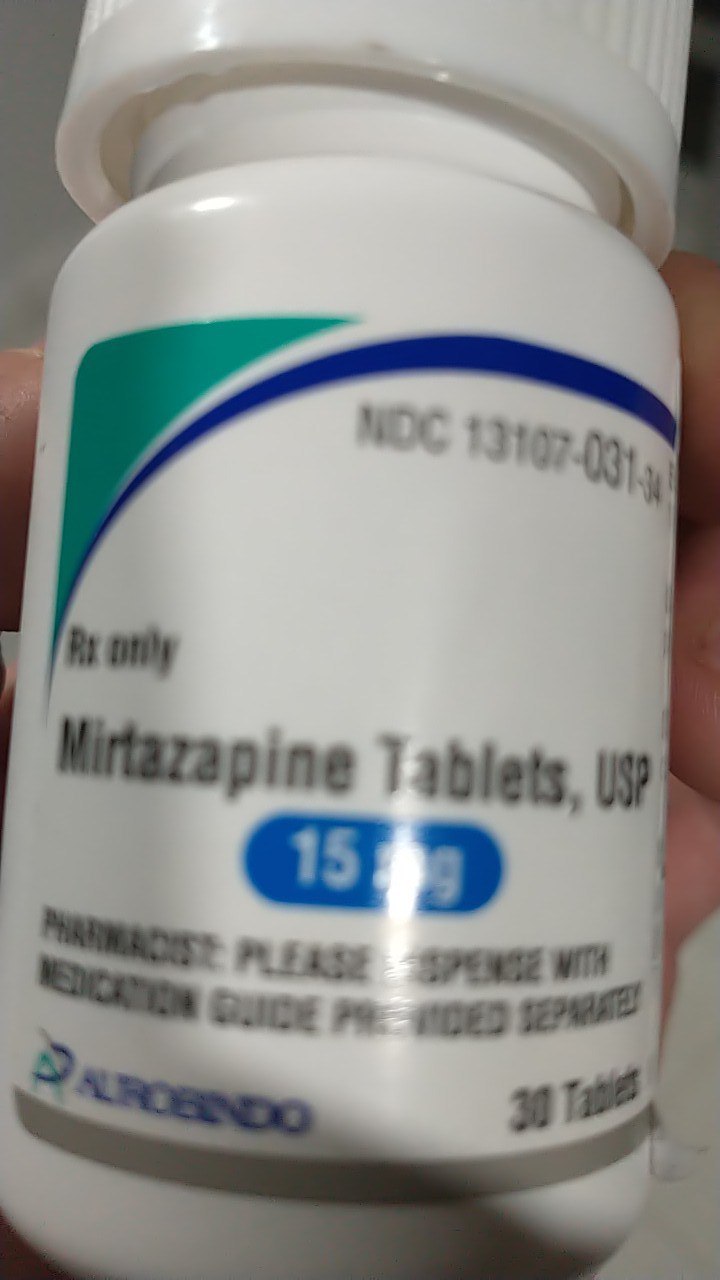 NDC 13107-031-34
Rx only
Mirtazapine Tablets, USP
15 mg
PHARMACIST: PLEASE DISPENSE WITH
MEDICATION GUIDE PROVIDED SEPARATELY
AUROBINDO
30 Tablets